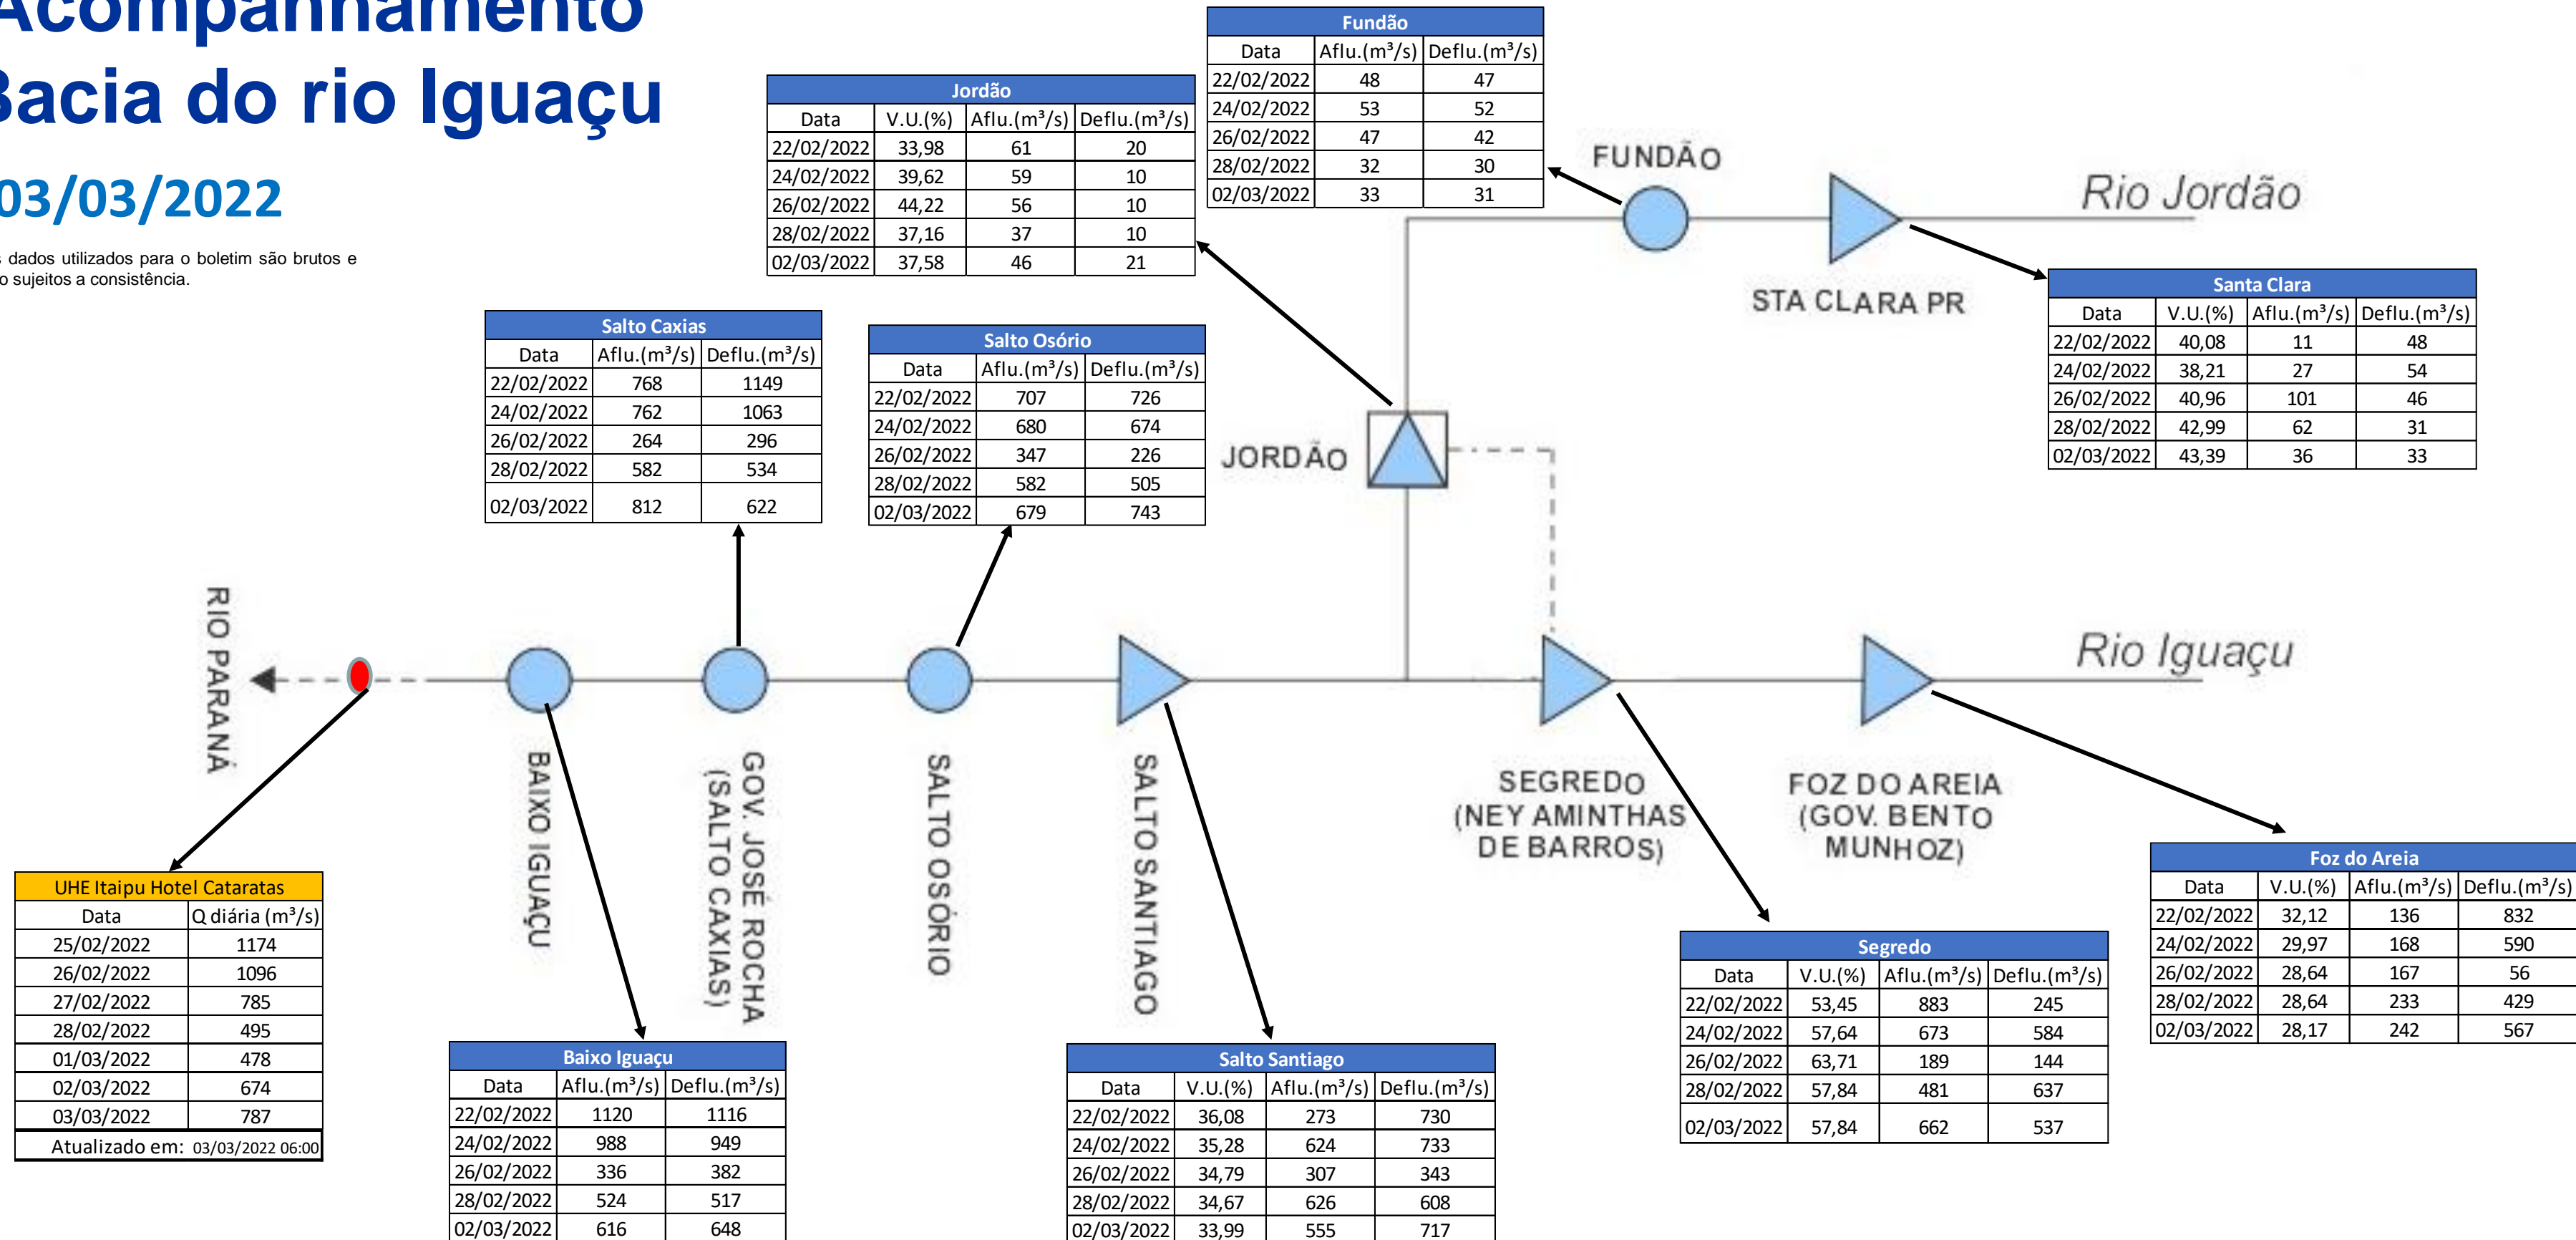 Acompanhamento
Bacia do rio Iguaçu
03/03/2022
s dados utilizados para o boletim são brutos e
o sujeitos a consistência.
Fundão
Data Aflu.(m³/s) Deflu.(m³/s)
22/02/2022 48 47
24/02/2022 53 52
26/02/2022 47 42
28/02/2022 32 30
02/03/2022 33 31
Jordão
Data V.U.(%) Aflu.(m³/s) Deflu.(m³/s)
22/02/2022 33,98 61 20
24/02/2022 39,62 59 10
26/02/2022 44,22 56 10
28/02/2022 37,16 37 10
02/03/2022 37,58 46 21
FUNDÃO
Rio Jordão
STA CLARA PR
Santa Clara
Data V.U.(%) Aflu.(m³/s) Deflu.(m³/s)
22/02/2022 40,08 11 48
24/02/2022 38,21 27 54
26/02/2022 40,96 101 46
28/02/2022 42,99 62 31
02/03/2022 43,39 36 33
Salto Caxias
Data Aflu.(m³/s) Deflu.(m³/s)
22/02/2022 768 1149
24/02/2022 762 1063
26/02/2022 264 296
28/02/2022 582 534
02/03/2022 812 622
Salto Osório
Data Aflu.(m³/s) Deflu.(m³/s)
22/02/2022 707 726
24/02/2022 680 674
26/02/2022 347 226
28/02/2022 582 505
02/03/2022 679 743
JORDÃO
RIO PARANÁ
Rio Iguaçu
BAIXO IGUAÇU
GOV. JOSÉ ROCHA
(SALTO CAXIAS)
SALTO OSÓRIO
SALTO SANTIAGO
SEGREDO
(NEY AMINTHAS
DE BARROS)
FOZ DO AREIA
(GOV. BENTO
MUNHOZ)
UHE Itaipu Hotel Cataratas
Data Q diária (m³/s)
25/02/2022 1174
26/02/2022 1096
27/02/2022 785
28/02/2022 495
01/03/2022 478
02/03/2022 674
03/03/2022 787
Atualizado em: 03/03/2022 06:00
Baixo Iguaçu
Data Aflu.(m³/s) Deflu.(m³/s)
22/02/2022 1120 1116
24/02/2022 988 949
26/02/2022 336 382
28/02/2022 524 517
02/03/2022 616 648
Salto Santiago
Data V.U.(%) Aflu.(m³/s) Deflu.(m³/s)
22/02/2022 36,08 273 730
24/02/2022 35,28 624 733
26/02/2022 34,79 307 343
28/02/2022 34,67 626 608
02/03/2022 33,99 555 717
Segredo
Data V.U.(%) Aflu.(m³/s) Deflu.(m³/s)
22/02/2022 53,45 883 245
24/02/2022 57,64 673 584
26/02/2022 63,71 189 144
28/02/2022 57,84 481 637
02/03/2022 57,84 662 537
Foz do Areia
Data V.U.(%) Aflu.(m³/s) Deflu.(m³/s)
22/02/2022 32,12 136 832
24/02/2022 29,97 168 590
26/02/2022 28,64 167 56
28/02/2022 28,64 233 429
02/03/2022 28,17 242 567